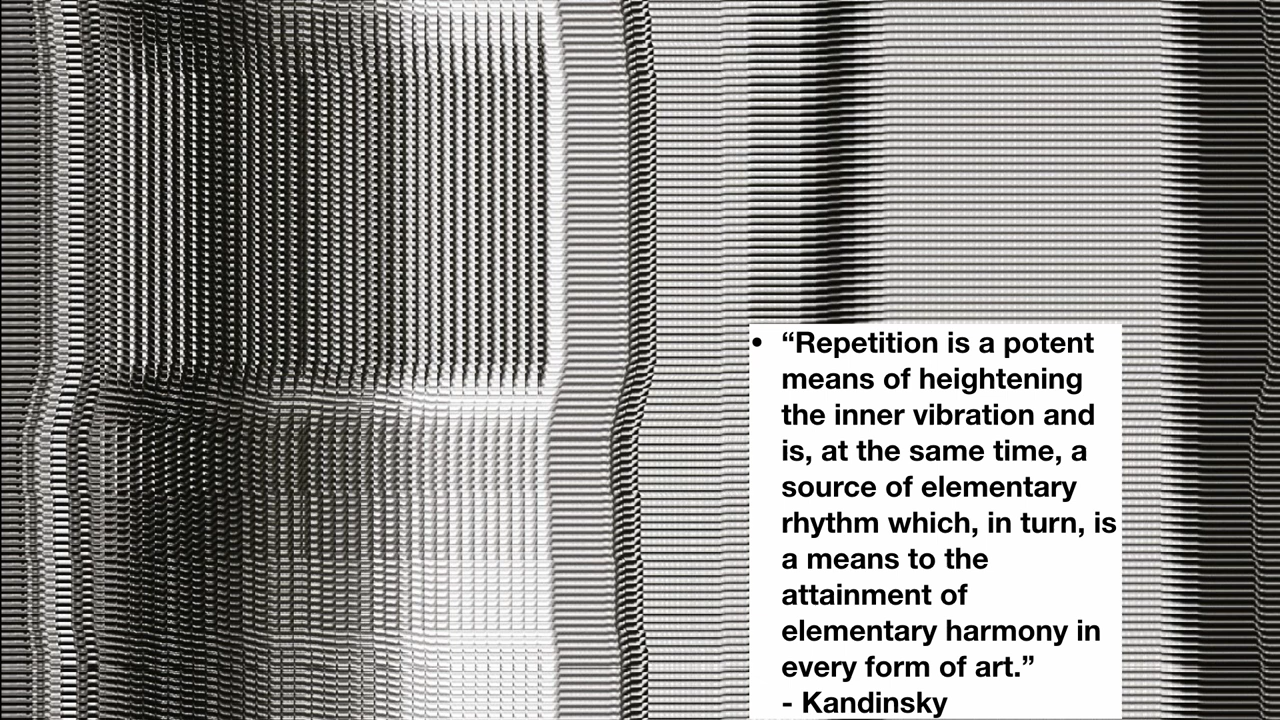 • “Repetition is a potent
means of heightening
the inner vibration and
is, at the same time, a
source of elementary
rhythm which, in turn, is
a means to the
attainment of
elementary harmony in
every form of art.”
- Kandinsky